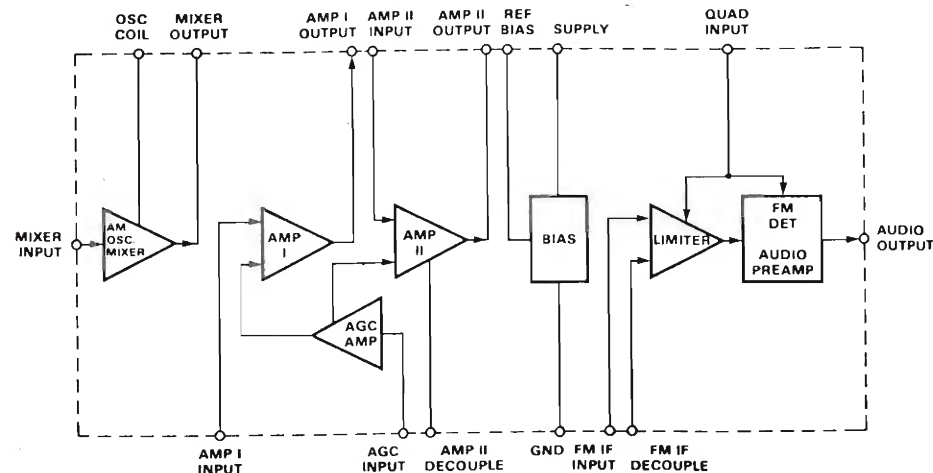 OSC
COIL
MIXER
OUTPUT
AMP I
OUTPUT
AMP II
INPUT
AMP II
OUTPUT
REF
BIAS
SUPPLY
QUAD
INPUT
MIXER
INPUT
AM
OSC.
MIXER
AMP
I
AMP
II
AGC
AMP
BIAS
LIMITER
FM
DET
AUDIO
PREAMP
AUDIO
OUTPUT
AMP I
INPUT
AGC
INPUT
AMP II
DECOUPLE
GND
FM IF
INPUT
FM IF
DECOUPLE